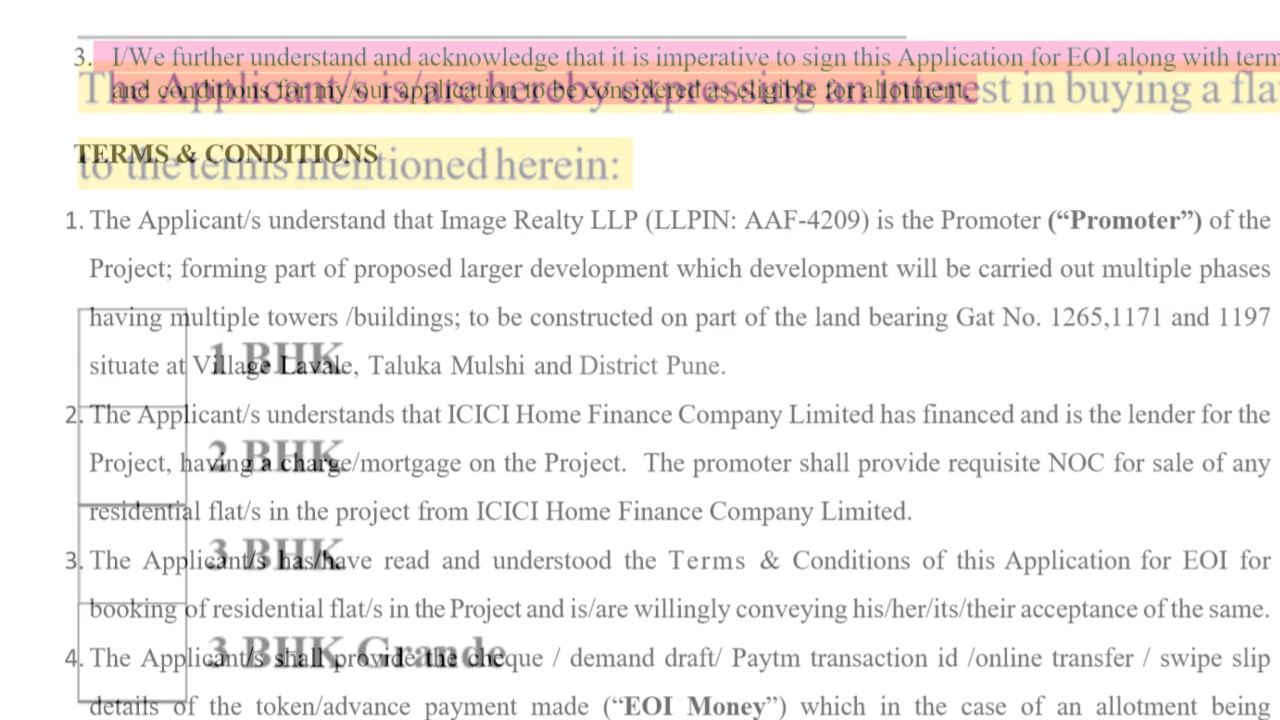 3. I/We further understand and acknowledge that it is imperative to sign this Application for EOI along with term
and conditions for my/our application to be considered as eligible for allotment.
The Applicant/s is/are hereby expressing an interest in buying a fla
TERMS & CONDITIONS
to the terms mentioned herein:
1. The Applicant/s understand that Image Realty LLP (LLPIN: AAF-4209) is the Promoter (“Promoter”) of the
Project; forming part of proposed larger development which development will be carried out multiple phases
having multiple towers /buildings; to be constructed on part of the land bearing Gat No. 1265,1171 and 1197
1 BHK
situate at Village Lavale, Taluka Mulshi and District Pune.
2. The Applicant/s understands that ICICI Home Finance Company Limited has financed and is the lender for the
2 BHK
Project, having a charge/mortgage on the Project. The promoter shall provide requisite NOC for sale of any
residential flat/s in the project from ICICI Home Finance Company Limited.
3 BHK
3. The Applicant/s has/have read and understood the Terms & Conditions of this Application for EOI for
booking of residential flat/s in the Project and is/are willingly conveying his/her/its/their acceptance of the same.
3 BHK Grande
4. The Applicant/s shall provide the cheque / demand draft/ Paytm transaction id /online transfer / swipe slip
details of the token/advance payment made (“EOI Money”) which in the case of an allotment being